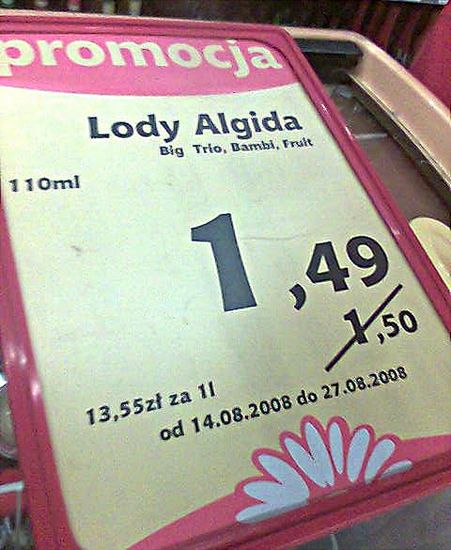 promocja
Lody Algida
Big Trio, Bambi, Fruit
110ml
1,49
1,50
13,55zł za 1l
od 14.08.2008 do 27.08.2008